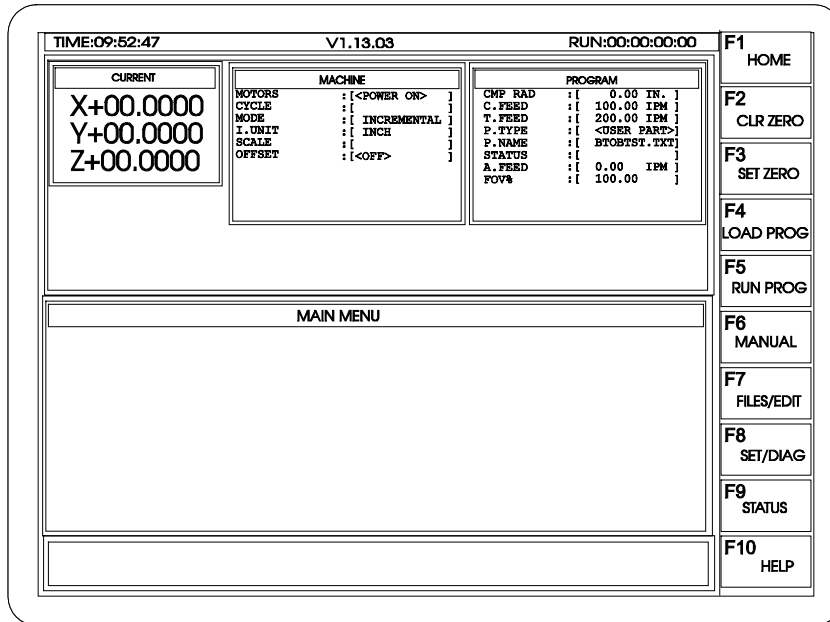 TIME:09:52:47 V1.13.03 RUN:00:00:00:00
CURRENT
X+00.0000
Y+00.0000
Z+00.0000
MACHINE
MOTORS :[<POWER ON> ]
CYCLE :[ ]
MODE :[ INCREMENTAL ]
I.UNIT :[ INCH ]
SCALE :[ ]
OFFSET :[<OFF> ]
PROGRAM
CMP RAD :[ 0.00 IN. ]
C.FEED :[ 100.00 IPM ]
T.FEED :[ 200.00 IPM ]
P.TYPE :[ <USER PART>]
P.NAME :[ BTOBTST.TXT]
STATUS :[ ]
A.FEED :[ 0.00 IPM ]
FOV% :[ 100.00 ]
MAIN MENU
F1
HOME
F2
CLR ZERO
F3
SET ZERO
F4
LOAD PROG
F5
RUN PROG
F6
MANUAL
F7
FILES/EDIT
F8
SET/DIAG
F9
STATUS
F10
HELP